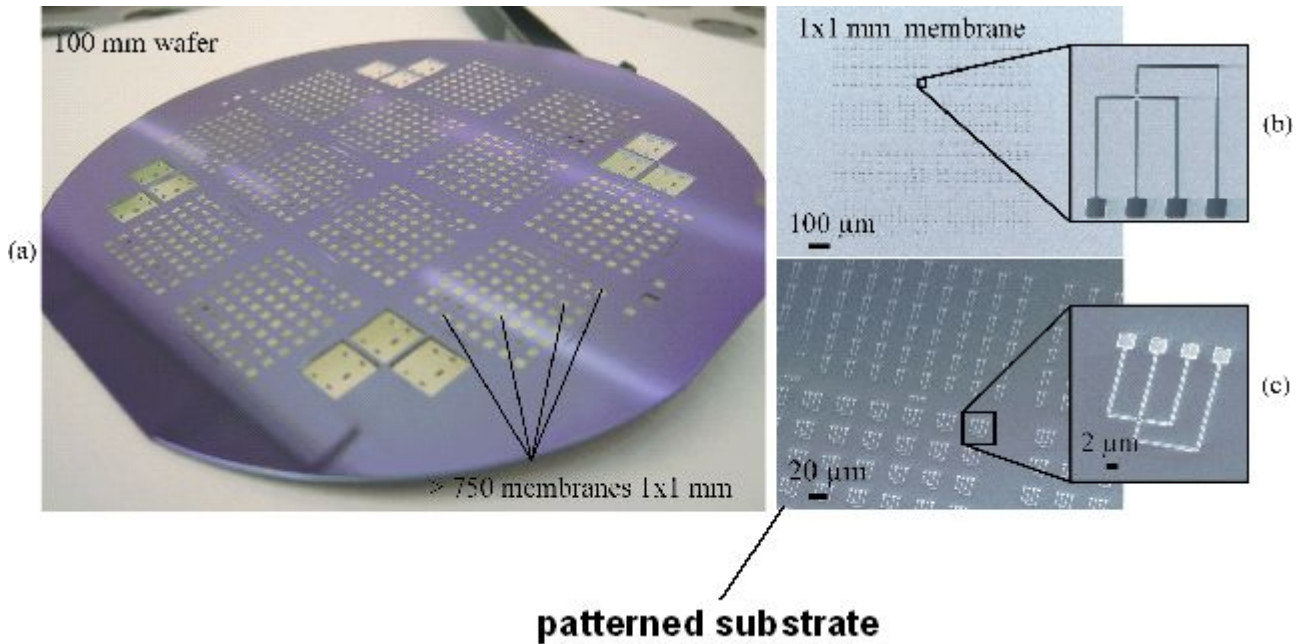 100 mm wafer
(a)
> 750 membranes 1x1 mm
1x1 mm membrane
100 µm
(b)
20 µm
2 µm
(c)
patterned substrate